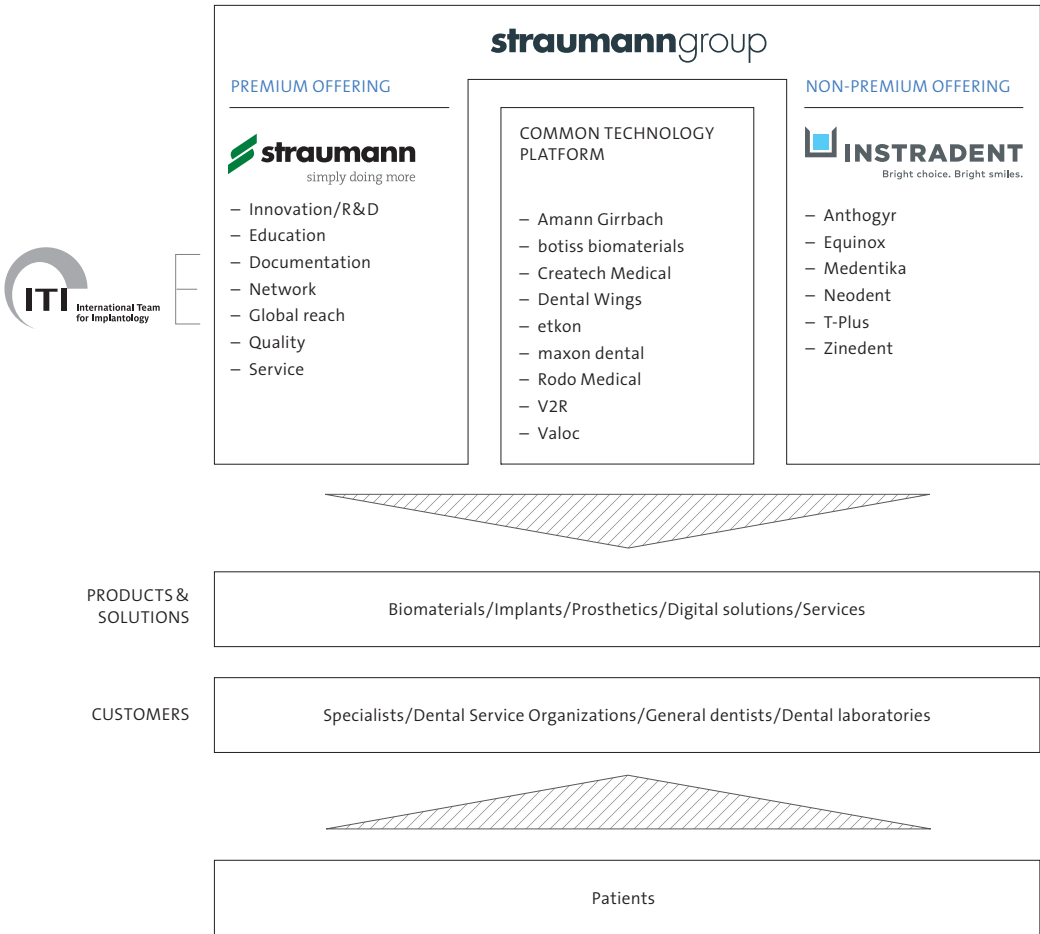 straumanngroup
PREMIUM OFFERING
straumann
simply doing more
– Innovation/R&D
– Education
– Documentation
– Network
– Global reach
– Quality
– Service
ITI International Team
for Implantology
COMMON TECHNOLOGY
PLATFORM
– Amann Girrbach
– botiss biomaterials
– Createch Medical
– Dental Wings
– etkon
– maxon dental
– Rodo Medical
– V2R
– Valoc
NON-PREMIUM OFFERING
INSTRADENT
Bright choice. Bright smiles.
– Anthogyr
– Equinox
– Medentika
– Neodent
– T-Plus
– Zinedent
PRODUCTS &
SOLUTIONS
Biomaterials/Implants/Prosthetics/Digital solutions/Services
CUSTOMERS
Specialists/Dental Service Organizations/General dentists/Dental laboratories
Patients